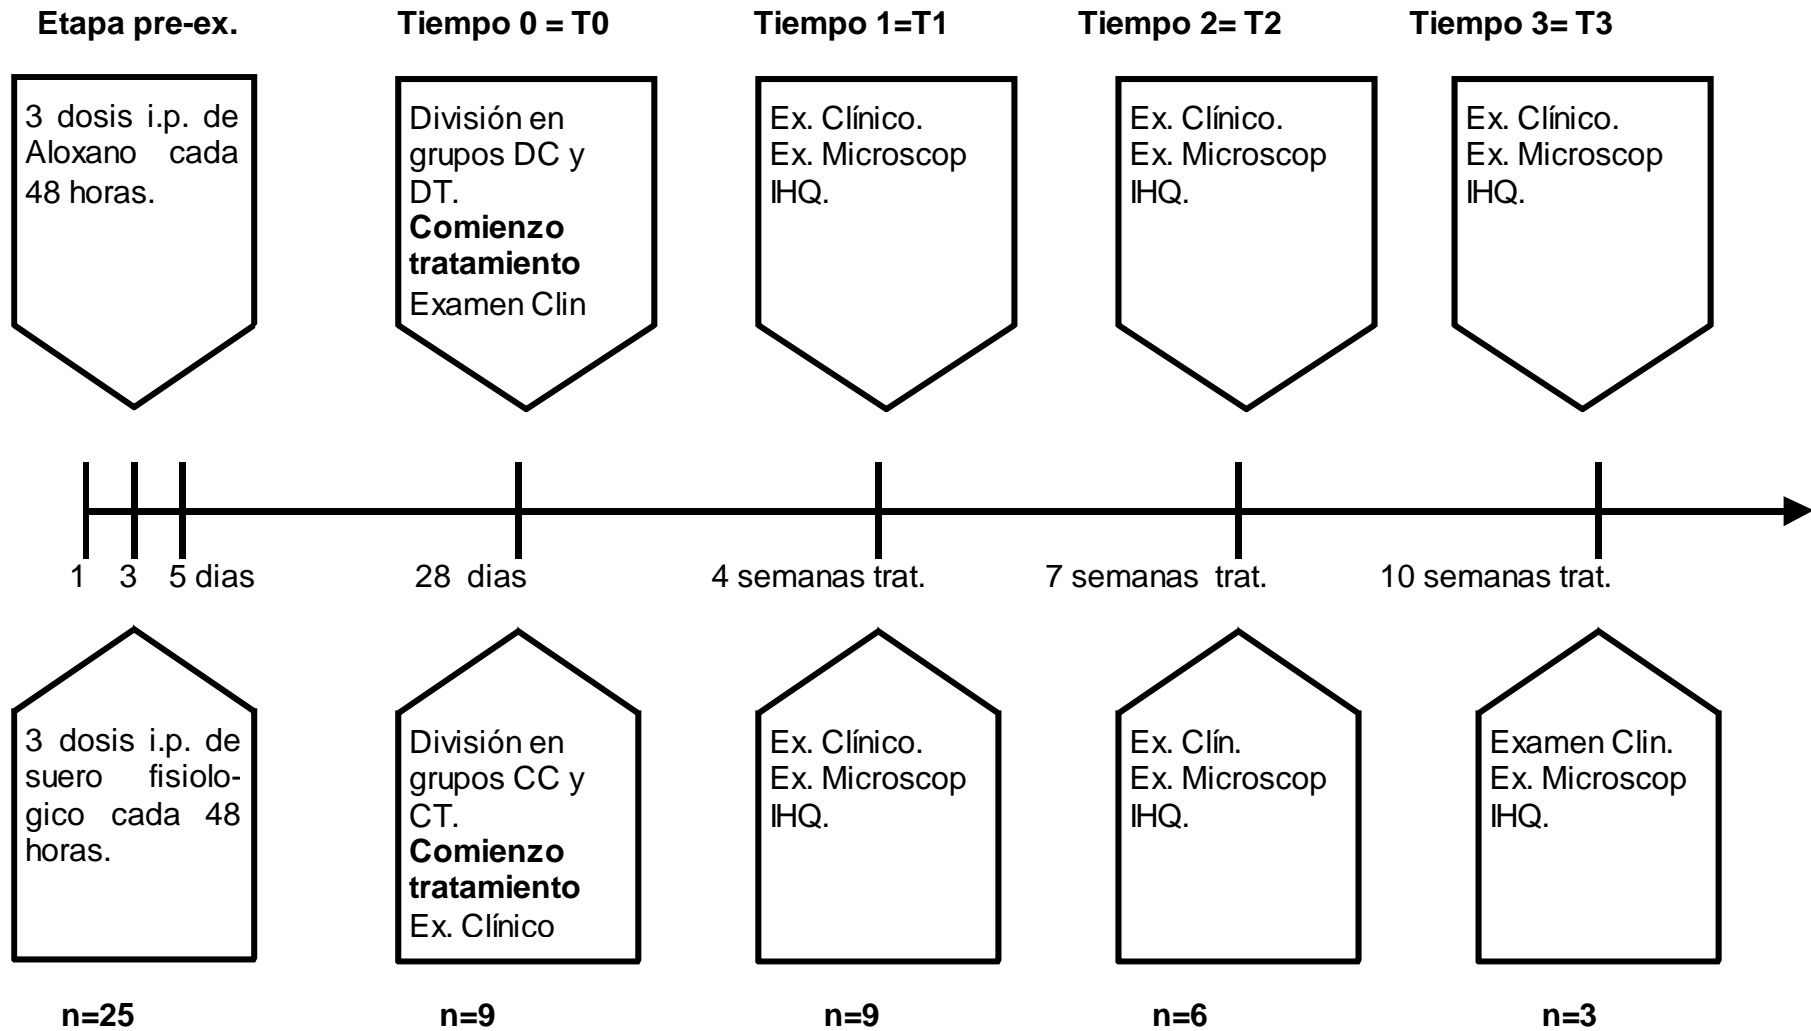 Etapa pre-ex.
Tiempo 0 = T0
Tiempo 1=T1
Tiempo 2= T2
Tiempo 3= T3
3 dosis i.p. de
Aloxano cada
48 horas.
División en
grupos DC y
DT.
Comienzo
tratamiento
Examen Clin
Ex. Clínico.
Ex. Microscop
IHQ.
Ex. Clínico.
Ex. Microscop
IHQ.
Ex. Clínico.
Ex. Microscop
IHQ.
1 3 5 dias
28 dias
4 semanas trat.
7 semanas trat.
10 semanas trat.
3 dosis i.p. de
suero fisiolo-
gico cada 48
horas.
División en
grupos CC y
CT.
Comienzo
tratamiento
Ex. Clínico
Ex. Clínico.
Ex. Microscop
IHQ.
Ex. Clín.
Ex. Microscop
IHQ.
Examen Clin.
Ex. Microscop
IHQ.
n=25
n=9
n=9
n=6
n=3